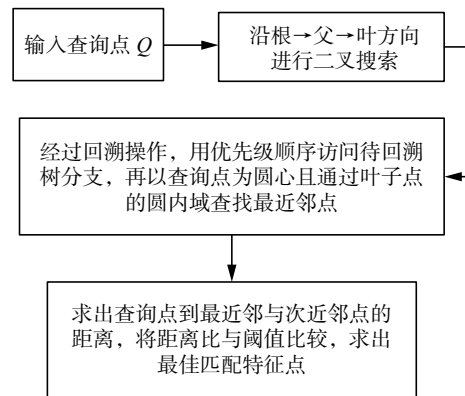 输入查询点 Q
沿根→父→叶方向
进行二叉搜索
经过回溯操作，用优先级顺序访问待回溯
树分支，再以查询点为圆心且通过叶子点
的圆内域查找最近邻点
求出查询点到最近邻与次近邻点的
距离，将距离比与阈值比较，求出
最佳匹配特征点